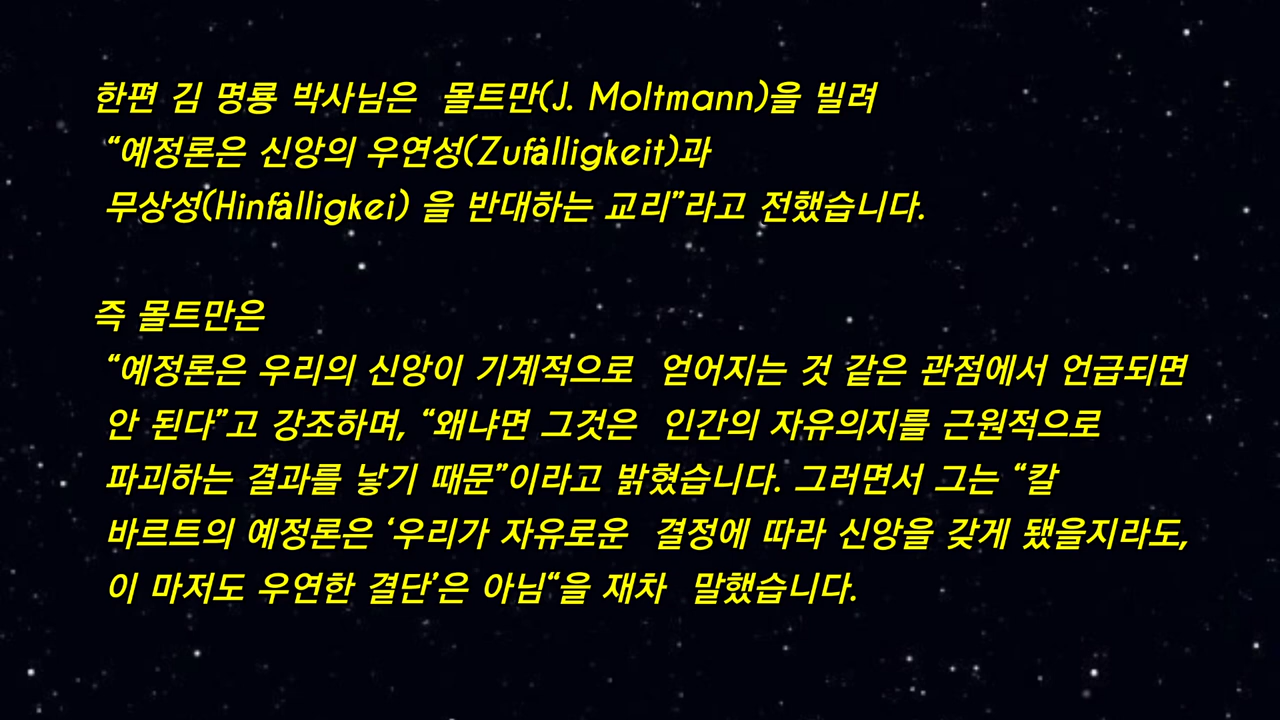 한편 김 명룡 박사님은 몰트만(J. Moltmann)을 빌려
“예정론은 신앙의 우연성(Zufälligkeit)과
무상성(Hinfälligkei) 을 반대하는 교리”라고 전했습니다.
즉 몰트만은
“예정론은 우리의 신앙이 기계적으로 얻어지는 것 같은 관점에서 언급되면
안 된다”고 강조하며, “왜냐면 그것은 인간의 자유의지를 근원적으로
파괴하는 결과를 낳기 때문”이라고 밝혔습니다. 그러면서 그는 “칼
바르트의 예정론은 ‘우리가 자유로운 결정에 따라 신앙을 갖게 됐을지라도,
이 마저도 우연한 결단’은 아님“을 재차 말했습니다.